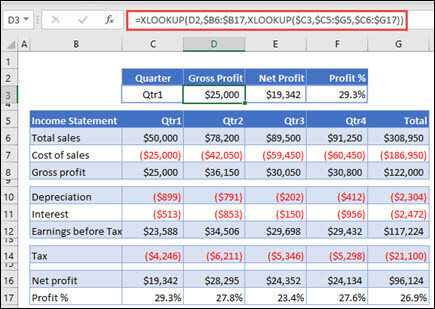 D3 fx =XLOOKUP(D2,$B6:$B17,XLOOKUP($C3,$C5:$G5,$C6:$G17))
A B C D E F G
1
2 Quarter Gross Profit Net Profit Profit %
3 Qtr1 $25,000 $19,342 29.3%
4
5 Income Statement Qtr1 Qtr2 Qtr3 Qtr4 Total
6 Total sales $50,000 $78,200 $89,500 $91,250 $308,950
7 Cost of sales ($25,000) ($42,050) ($59,450) ($60,450) ($186,950)
8 Gross profit $25,000 $36,150 $30,050 $30,800 $122,000
9
10 Depreciation ($899) ($791) ($202) ($412) ($2,304)
11 Interest ($513) ($853) ($150) ($956) ($2,472)
12 Earnings before Tax $23,588 $34,506 $29,698 $29,432 $117,224
13
14 Tax ($4,246) ($6,211) ($5,346) ($5,298) ($21,100)
15
16 Net profit $19,342 $28,295 $24,352 $24,134 $96,124
17 Profit % 29.3% 27.8% 23.4% 27.6% 26.9%